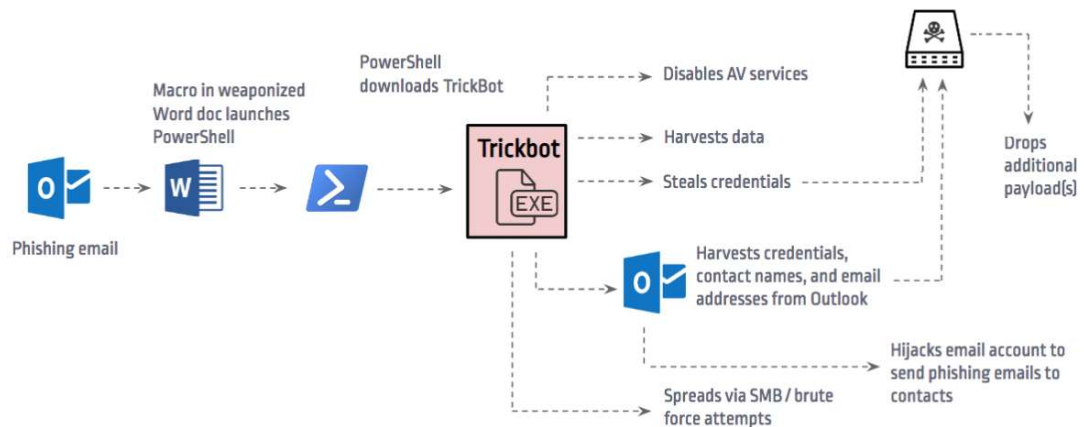 PowerShell
downloads TrickBot
Macro in weaponized
Word doc launches
PowerShell
O
W
Phishing email
Trickbot
EXE
Disables AV services
Harvests data
Steals credentials
Drops
additional
payload(s)
O
Harvests credentials,
contact names, and email
addresses from Outlook
Hijacks email account to
send phishing emails to
contacts
Spreads via SMB / brute
force attempts